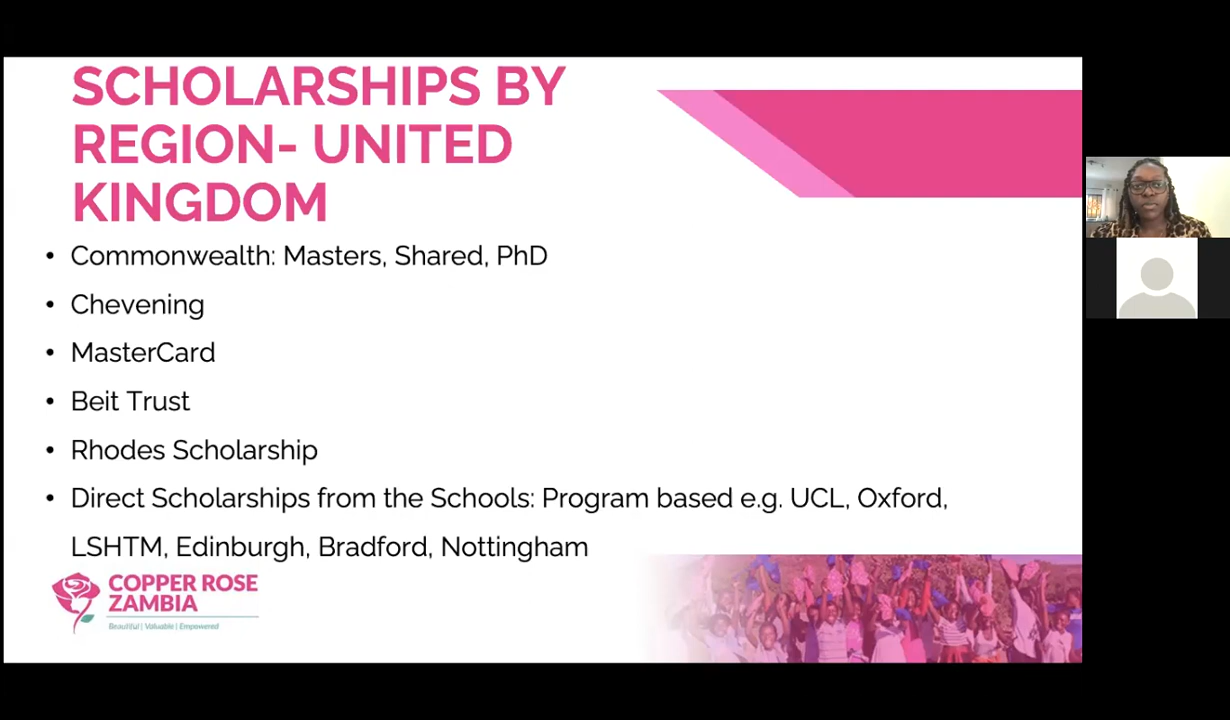 SCHOLARSHIPS BY
REGION- UNITED
KINGDOM
• Commonwealth: Masters, Shared, PhD
• Chevening
• MasterCard
• Beit Trust
• Rhodes Scholarship
• Direct Scholarships from the Schools: Program based e.g. UCL, Oxford,
LSHTM, Edinburgh, Bradford, Nottingham
COPPER ROSE
ZAMBIA
Beautiful | Valuable | Empowered